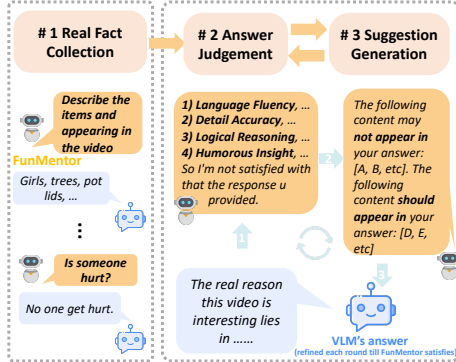 # 1 Real Fact
Collection
Describe the
items and
appearing in
the video
FunMentor
Girls, trees, pot
lids, ...
Is someone
hurt?
No one get hurt.
# 2 Answer
Judgement
1) Language Fluency, ...
2) Detail Accuracy, ...
3) Logical Reasoning, ...
4) Humorous Insight, ...
So I'm not satisfied with
that the response u
provided.
1
2
The real reason
this video is
interesting lies
in ......
# 3 Suggestion
Generation
The following
content may
not appear in
your answer:
[A, B, etc]. The
following
content should
appear in your
answer: [D, E,
etc]
3
VLM's answer
(refined each round till FunMentor satisfies)